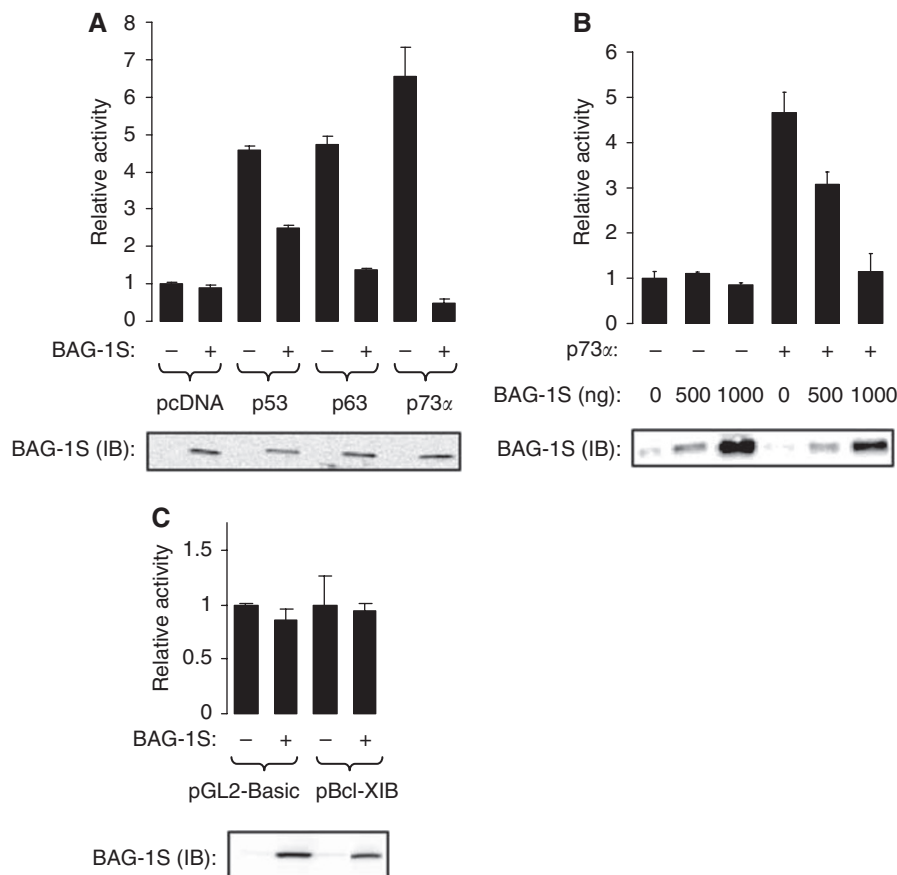 A
8
7
6
5
4
3
2
1
0
Relative activity
BAG-1S: – + – + – + – +
pcDNA p53 p63 p73α
BAG-1S (IB):
B
6
5
4
3
2
1
0
Relative activity
p73α: – – – + + +
BAG-1S (ng): 0 500 1000 0 500 1000
BAG-1S (IB):
C
1.5
1
0.5
0
Relative activity
BAG-1S: – + – +
pGL2-Basic pBcl-XIB
BAG-1S (IB):